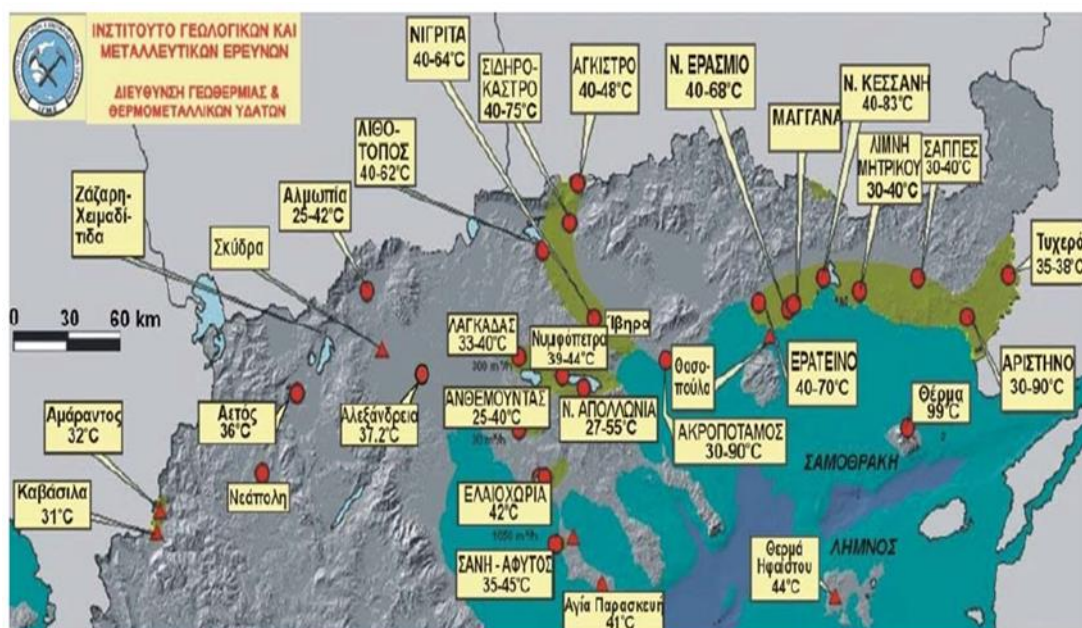 ΙΝΣΤΙΤΟΥΤΟ ΓΕΩΛΟΓΙΚΩΝ ΚΑΙ
ΜΕΤΑΛΛΕΥΤΙΚΩΝ ΕΡΕΥΝΩΝ
ΔΙΕΥΘΥΝΣΗ ΓΕΩΘΕΡΜΙΑΣ &
ΘΕΡΜΟΜΕΤΑΛΛΙΚΩΝ ΥΔΑΤΩΝ
ΝΙΓΡΙΤΑ
40-64°C
ΣΙΔΗΡΟ-
ΚΑΣΤΡΟ
40-75°C
ΑΓΚΙΣΤΡΟ
40-48°C
Ν. ΕΡΑΣΜΙΟ
40-68°C
ΜΑΓΓΑΝΑ
Ν. ΚΕΣΣΑΝΗ
40-83°C
ΛΙΜΝΗ
ΜΗΤΡΙΚΟΥ
30-40°C
ΣΑΠΠΕΣ
30-40°C
Τυχερό
35-38°C
ΛΙΘΟ-
ΤΟΠΟΣ
40-62°C
Αλμωπία
25-42°C
Ζάζαρη-
Χειμαδί-
τιδα
Σκύδρα
0 30 60 km
ΛΑΓΚΑΔΑΣ
33-40°C
300 m³/h
Νυμφόπετρα
39-44°C
Ίβηρα
Θασο-
πούλα
ΕΡΑΤΕΙΝΟ
40-70°C
ΑΡΙΣΤΗΝΟ
30-90°C
Αμάραντος
32°C
Αετός
36°C
Αλεξάνδρεια
37.2°C
ΑΝΘΕΜΟΥΝΤΑΣ
25-40°C
Ν. ΑΠΟΛΛΩΝΙΑ
27-55°C
ΑΚΡΟΠΟΤΑΜΟΣ
30-90°C
Θέρμα
99°C
ΣΑΜΟΘΡΑΚΗ
Καβάσιλα
31°C
Νεάπολη
ΕΛΑΙΟΧΩΡΙΑ
42°C
ΣΑΝΗ - ΑΦΥΤΟΣ
35-45°C
Αγία Παρασκευή
41°C
ΛΗΜΝΟΣ
Θερμά
Ηφαίστου
44°C